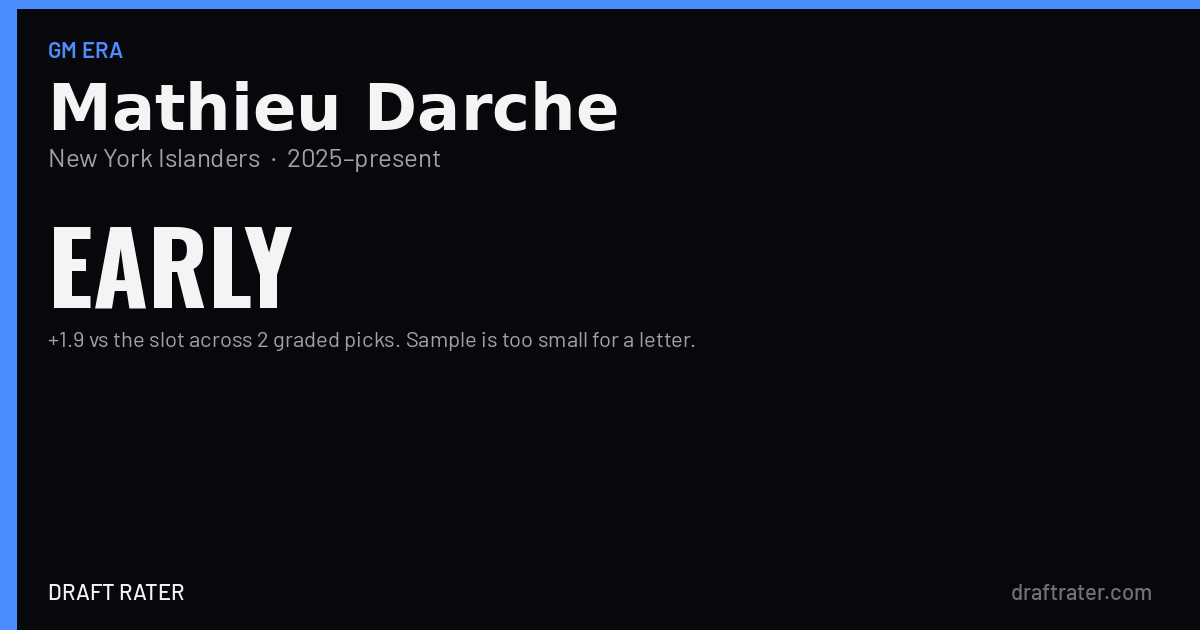 GM ERA
Mathieu Darche
New York Islanders · 2025–present
EARLY
+1.9 vs the slot across 2 graded picks. Sample is too small for a letter.
DRAFT RATER
draftrater.com